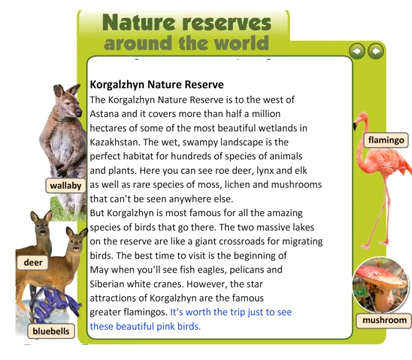 Nature reserves
around the world
Korgalzhyn Nature Reserve
The Korgalzhyn Nature Reserve is to the west of
Astana and it covers more than half a million
hectares of some of the most beautiful wetlands in
Kazakhstan. The wet, swampy landscape is the
perfect habitat for hundreds of species of animals
and plants. Here you can see roe deer, lynx and elk
as well as rare species of moss, lichen and mushrooms
that can't be seen anywhere else.
But Korgalzhyn is most famous for all the amazing
species of birds that go there. The two massive lakes
on the reserve are like a giant crossroads for migrating
birds. The best time to visit is the beginning of
May when you'll see fish eagles, pelicans and
Siberian white cranes. However, the star
attractions of Korgalzhyn are the famous
greater flamingos. It's worth the trip just to see
these beautiful pink birds.
wallaby
deer
bluebells
flamingo
mushroom